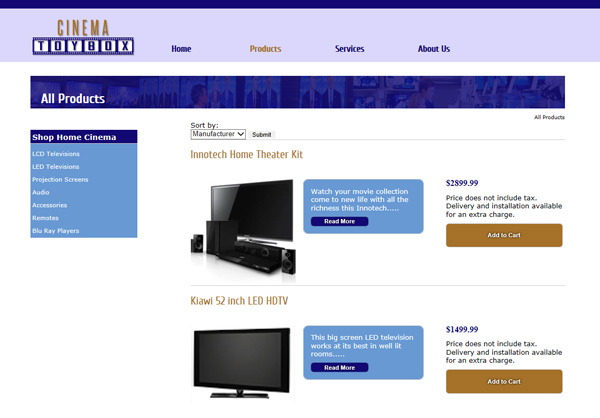 CINEMA
TOYBOX
Home
Products
Services
About Us
All Products
All Products
Shop Home Cinema
LCD Televisions
LED Televisions
Projection Screens
Audio
Accessories
Remotes
Blu Ray Players
Sort by:
Manufacturer
Submit
Innotech Home Theater Kit
Watch your movie collection
come to new life with all the
richness this Innotech.....
Read More
$2899.99
Price does not include tax.
Delivery and installation available
for an extra charge.
Add to Cart
Kiawi 52 inch LED HDTV
This big screen LED television
works at its best in well lit
rooms.....
Read More
$1499.99
Price does not include tax.
Delivery and installation available
for an extra charge.
Add to Cart